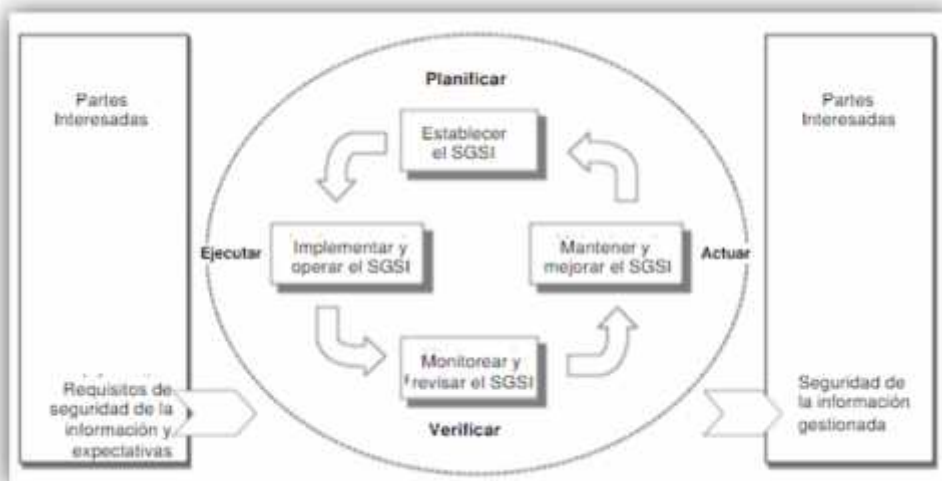 Partes
Interesadas
Requisitos de
seguridad de la
información y
expectativas
Planificar
Establecer
el SGSI
Ejecutar
Implementar y
operar el SGSI
Mantener y
mejorar el SGSI
Actuar
Monitorear y
revisar el SGSI
Verificar
Partes
Interesadas
Seguridad de
la información
gestionada